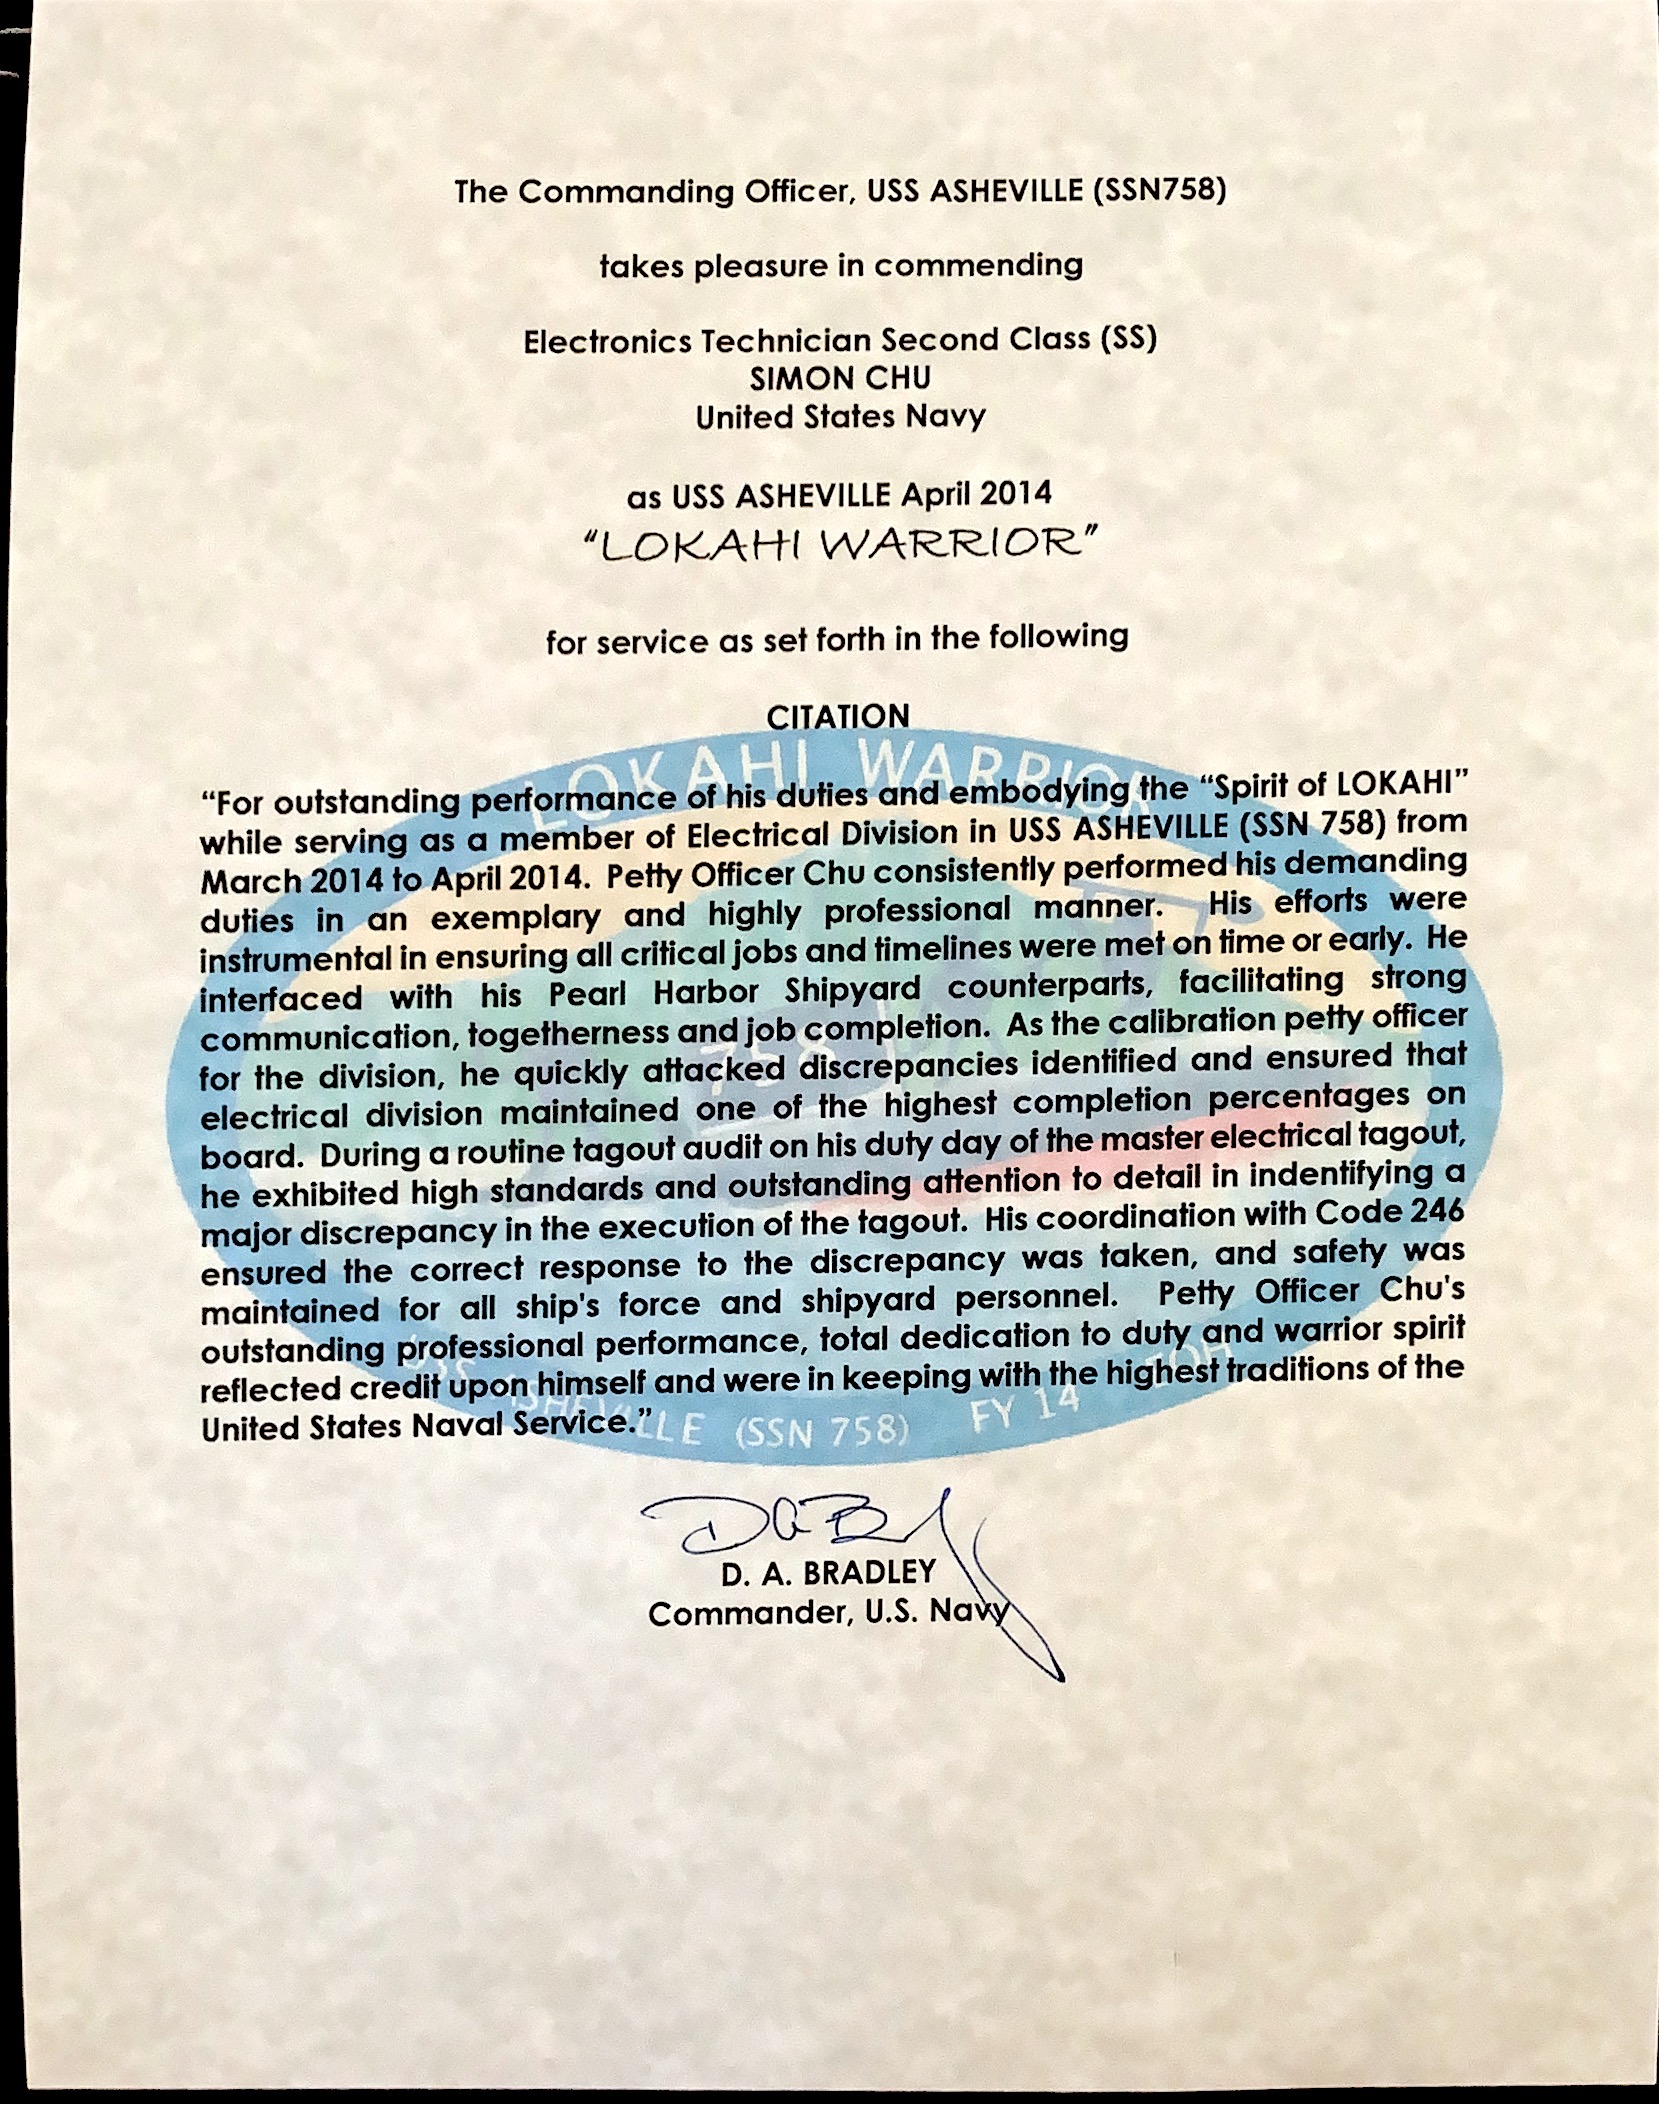 The Commanding Officer, USS ASHEVILLE (SSN758)
takes pleasure in commending
Electronics Technician Second Class (SS)
SIMON CHU
United States Navy
as USS ASHEVILLE April 2014
"LOKAHI WARRIOR"
for service as set forth in the following
CITATION
LOKAHI WARRIOR
“For outstanding performance of his duties and embodying the “Spirit of LOKAHI”
while serving as a member of Electrical Division in USS ASHEVILLE (SSN 758) from
March 2014 to April 2014. Petty Officer Chu consistently performed his demanding
duties in an exemplary and highly professional manner. His efforts were
instrumental in ensuring all critical jobs and timelines were met on time or early. He
interfaced with his Pearl Harbor Shipyard counterparts, facilitating strong
communication, togetherness and job completion. As the calibration petty officer
for the division, he quickly attacked discrepancies identified and ensured that
electrical division maintained one of the highest completion percentages on
board. During a routine tagout audit on his duty day of the master electrical tagout,
he exhibited high standards and outstanding attention to detail in indentifying a
major discrepancy in the execution of the tagout. His coordination with Code 246
ensured the correct response to the discrepancy was taken, and safety was
maintained for all ship's force and shipyard personnel. Petty Officer Chu's
outstanding professional performance, total dedication to duty and warrior spirit
reflected credit upon himself and were in keeping with the highest traditions of the
United States Naval Service.”
758
USS ASHEVILLE (SSN 758) FY 14
D. A. BRADLEY
Commander, U.S. Navy